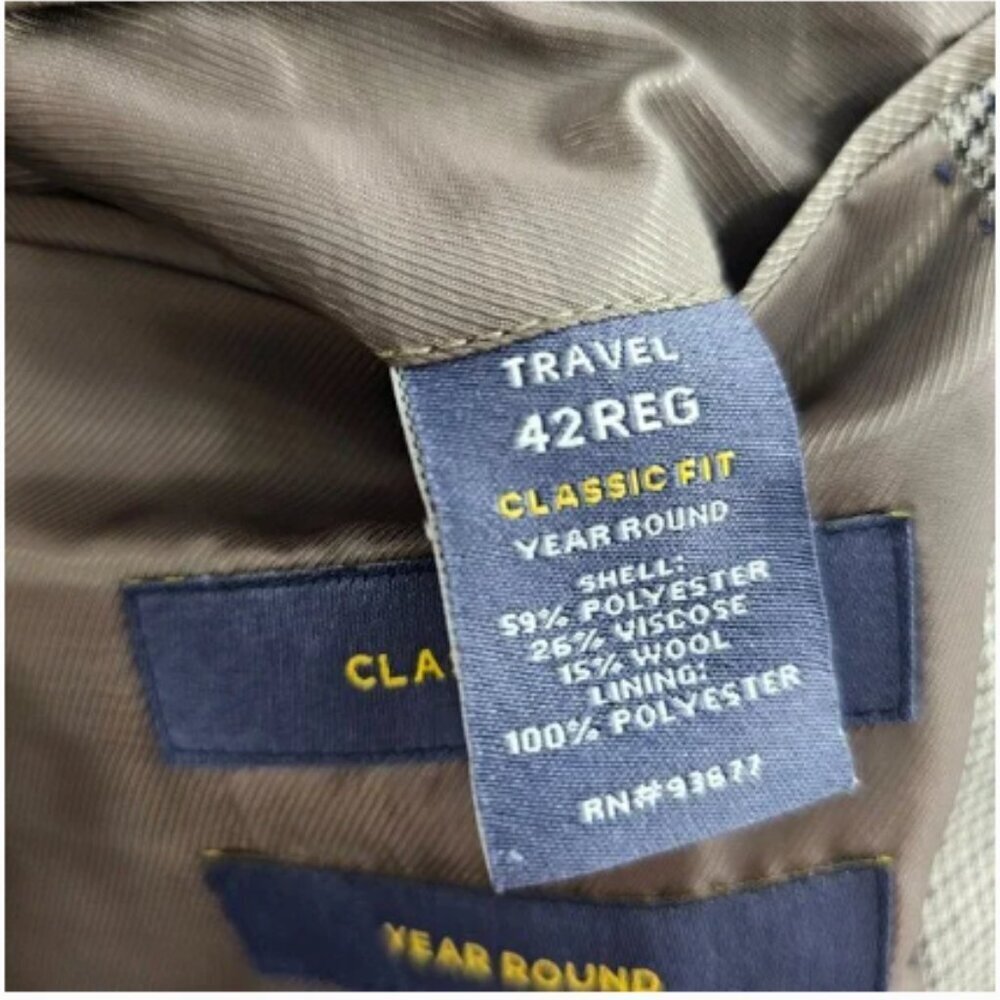 TRAVEL
42REG
CLASSIC FIT
YEAR ROUND
SHELL:
59% POLYESTER
26% VISCOSE
15% WOOL
LINING:
100% POLYESTER
RN#93677
CLA
YEAR ROUND